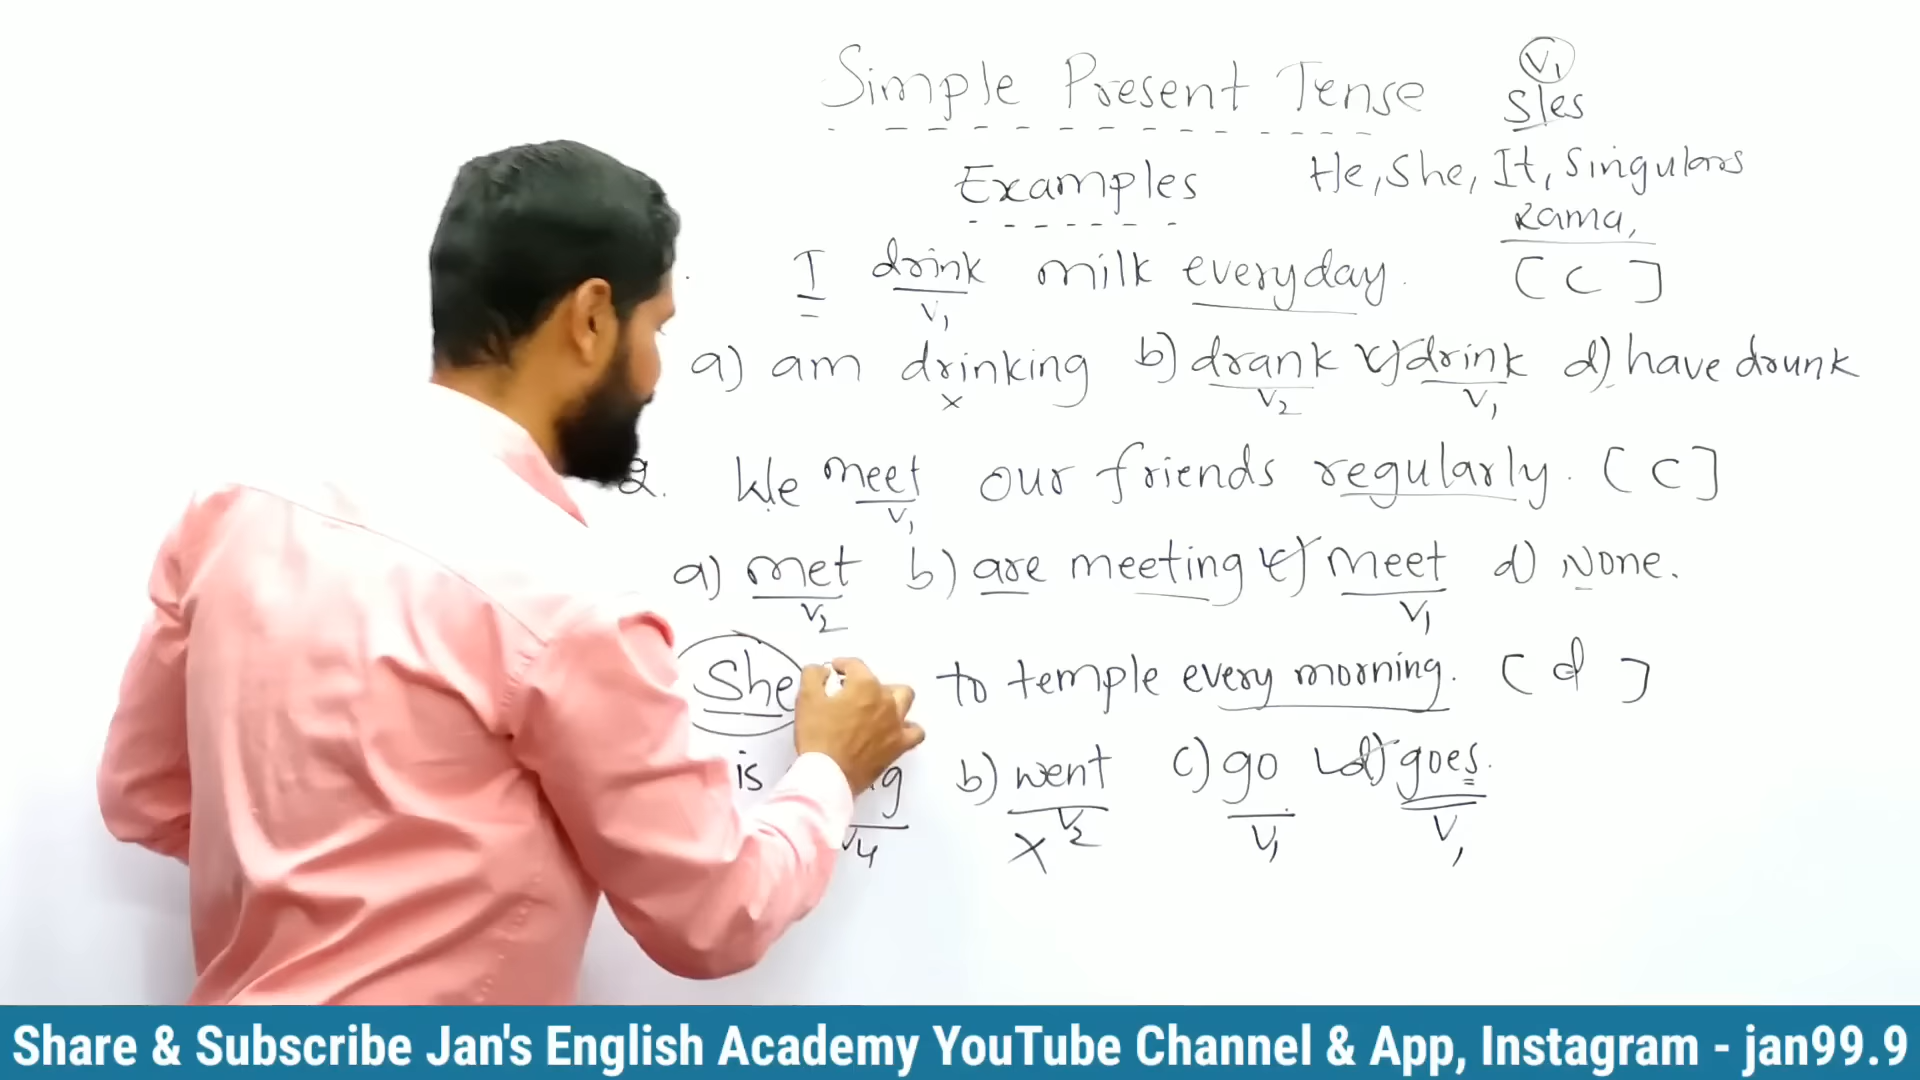 Simple Present Tense
V1
s/es
Examples
He, She, It, Singulars
Rama,
I drink milk everyday. [ C ]
V1
a) am drinking b) drank c) drink d) have drunk
x V2 V1
2. We meet our friends regularly. [ C ]
V1
a) met b) are meeting c) meet d) None.
V2 V1
She to temple every morning. [ d ]
is b) went c) go d) goes.
V4 x V2 V1 V1
Share & Subscribe Jan's English Academy YouTube Channel & App, Instagram - jan99.9